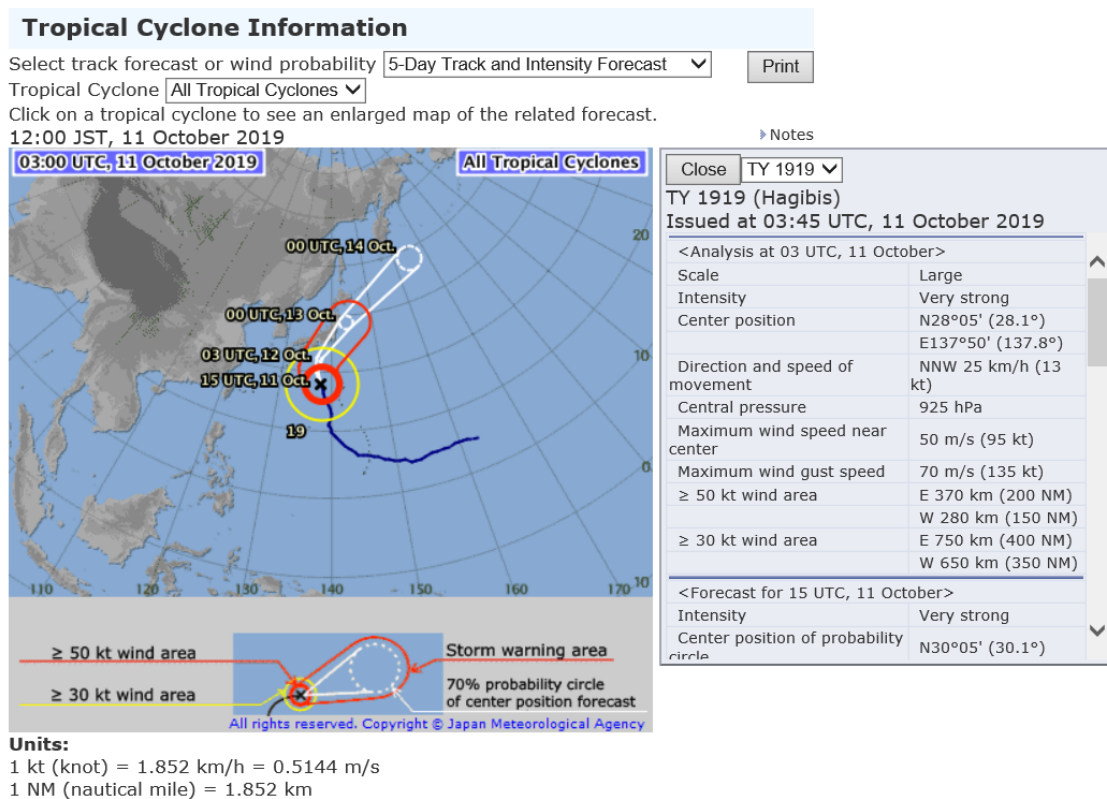 Tropical Cyclone Information
Select track forecast or wind probability 5-Day Track and Intensity Forecast Print
Tropical Cyclone All Tropical Cyclones
Click on a tropical cyclone to see an enlarged map of the related forecast.
12:00 JST, 11 October 2019
Notes
03:00 UTC, 11 October 2019
All Tropical Cyclones
20
00 UTC, 14 Oct.
00 UTC, 13 Oct.
03 UTC, 12 Oct.
10
15 UTC, 11 Oct.
19
0
110 120 130 140 150 160 170 10
≥ 50 kt wind area
≥ 30 kt wind area
Storm warning area
70% probability circle
of center position forecast
All rights reserved. Copyright © Japan Meteorological Agency
Units:
1 kt (knot) = 1.852 km/h = 0.5144 m/s
1 NM (nautical mile) = 1.852 km
Close TY 1919
TY 1919 (Hagibis)
Issued at 03:45 UTC, 11 October 2019
<Analysis at 03 UTC, 11 October>
Scale Large
Intensity Very strong
Center position N28°05' (28.1°)
E137°50' (137.8°)
Direction and speed of
movement
NNW 25 km/h (13
kt)
Central pressure 925 hPa
Maximum wind speed near
center
50 m/s (95 kt)
Maximum wind gust speed 70 m/s (135 kt)
≥ 50 kt wind area E 370 km (200 NM)
W 280 km (150 NM)
≥ 30 kt wind area E 750 km (400 NM)
W 650 km (350 NM)
<Forecast for 15 UTC, 11 October>
Intensity Very strong
Center position of probability
circle
N30°05' (30.1°)